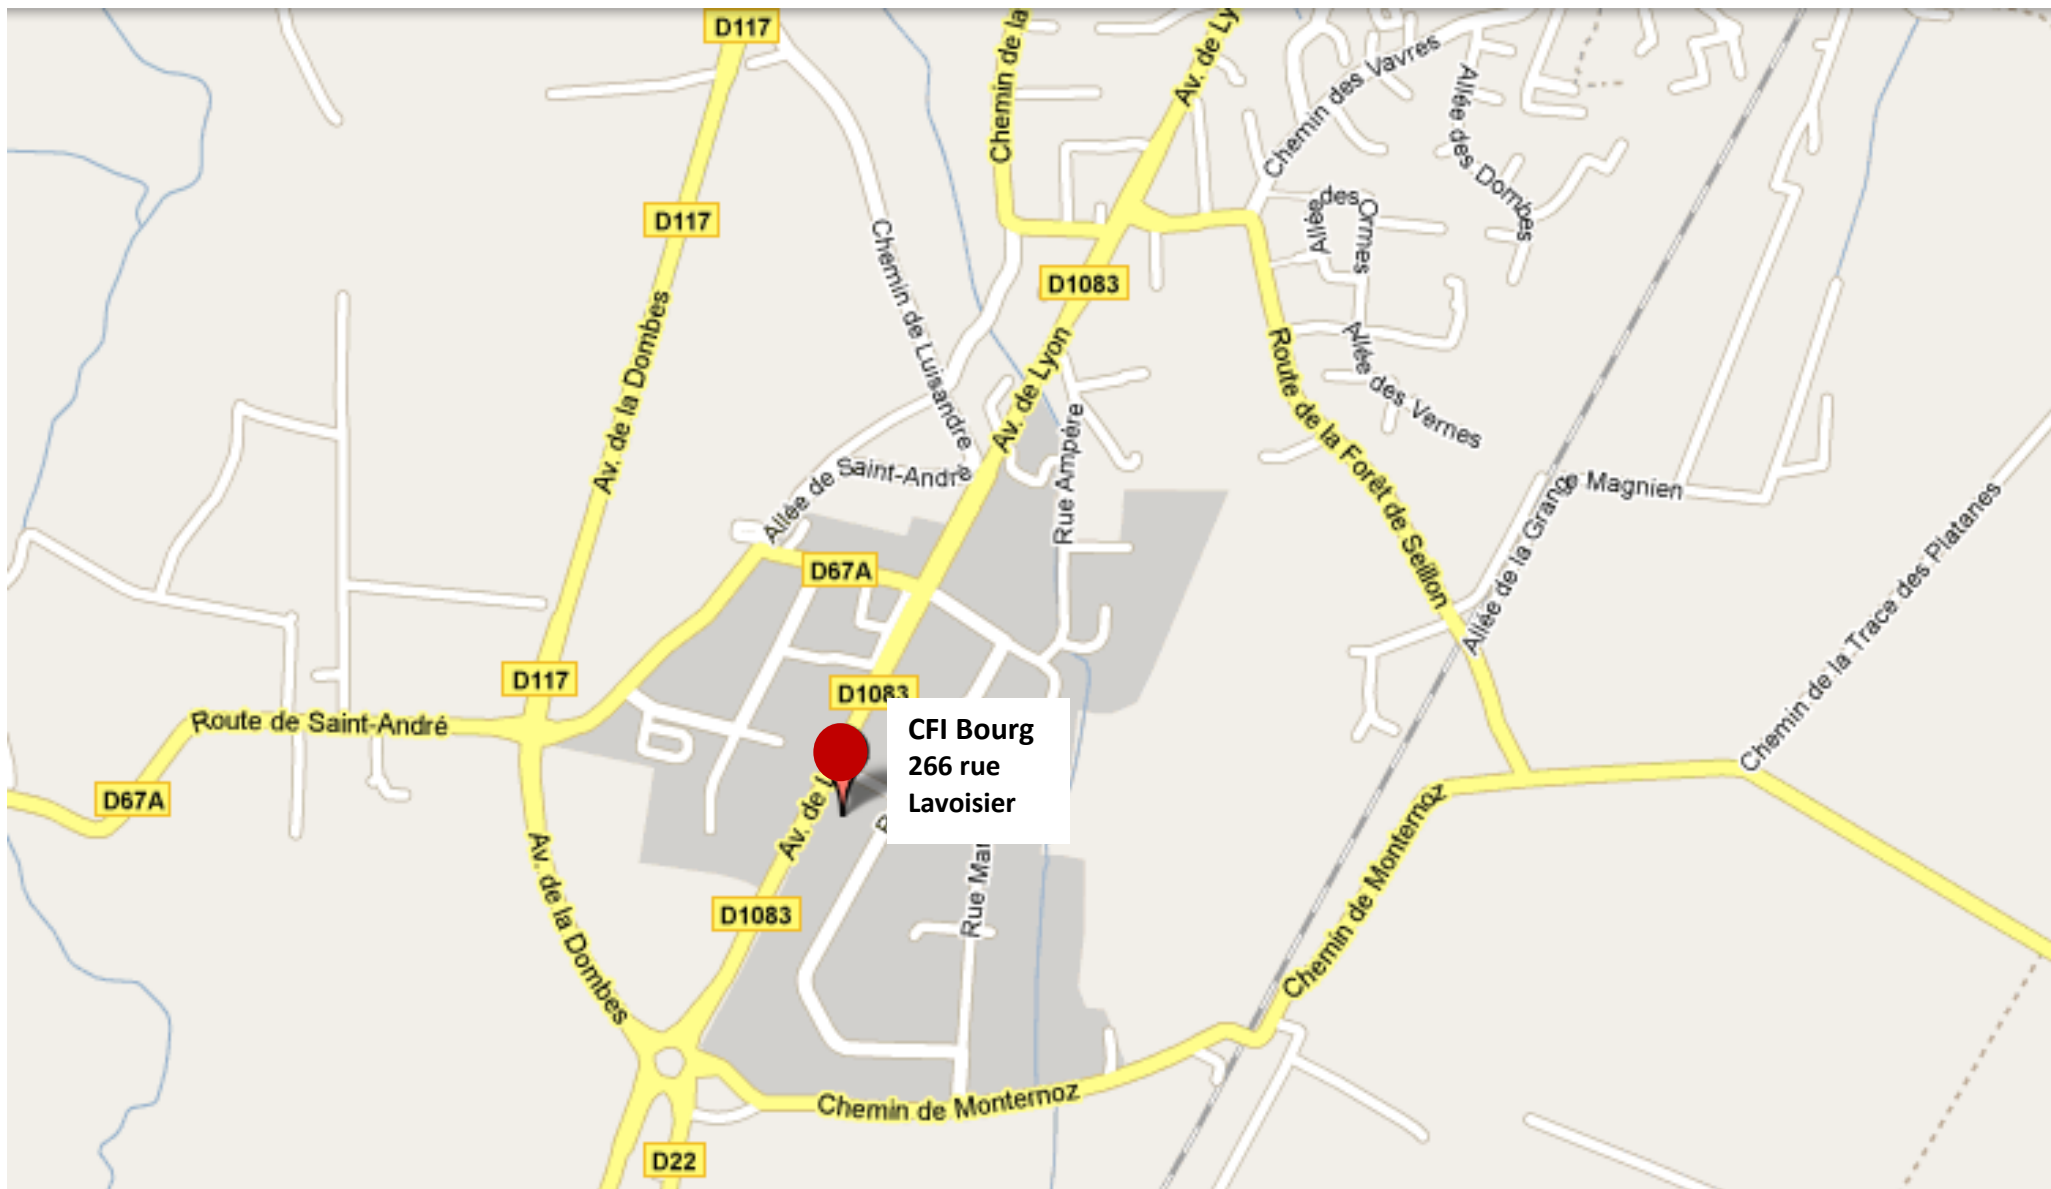 D117
Chemin de la
Av. de Ly
Chemin des Vavres
Allée des Dombes
D117
Allée des Ormes
Chemin de Luisandre
D1083
Av. de la Dombes
Av. de Lyon
Route de la Forêt de Seillon
Allée des Vernes
Rue Ampère
Allée de Saint-André
Allée de la Grange Magnien
Chemin de la Trace des Platanes
D67A
D117
D1083
Route de Saint-André
CFI Bourg
266 rue
Lavoisier
D67A
Av. de
Rue Mar
Av. de la Dombes
D1083
Chemin de Monternoz
Chemin de Monternoz
D22